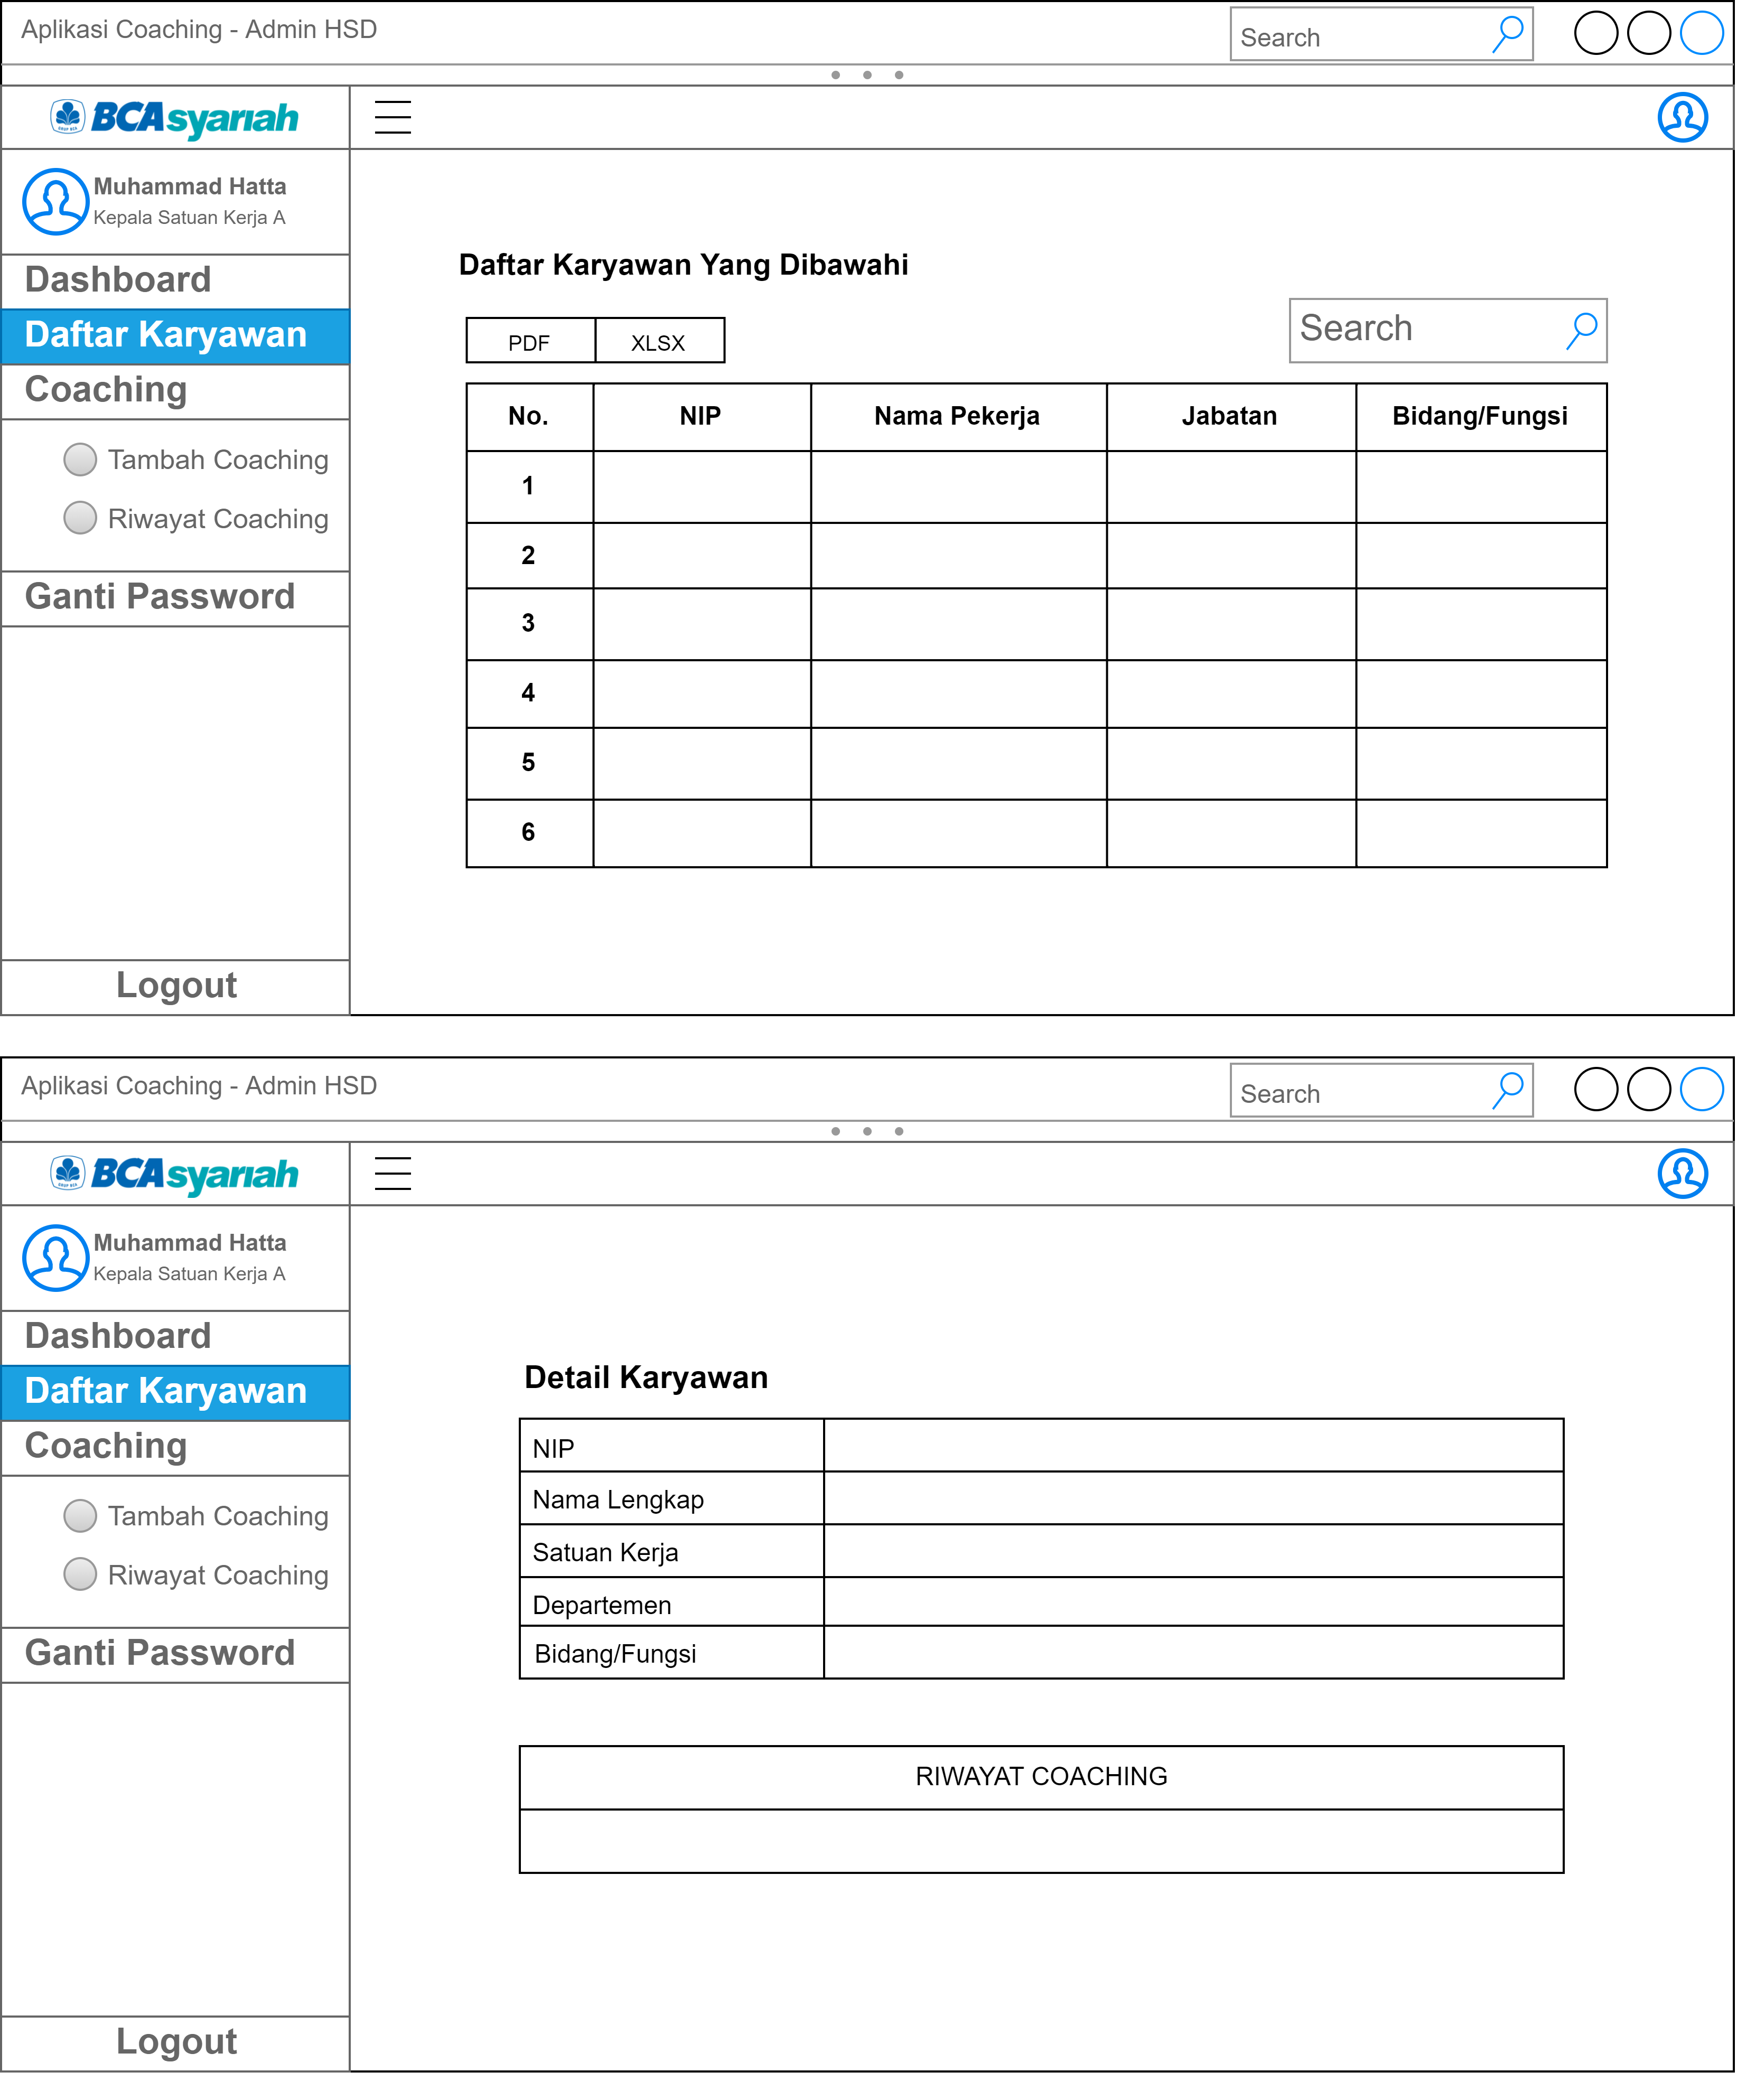 Aplikasi Coaching - Admin HSD
Search
BCAsyariah
Muhammad Hatta
Kepala Satuan Kerja A
Dashboard
Daftar Karyawan
Coaching
Tambah Coaching
Riwayat Coaching
Ganti Password
Logout
Daftar Karyawan Yang Dibawahi
PDF XLSX
Search
No. NIP Nama Pekerja Jabatan Bidang/Fungsi
1
2
3
4
5
6
Aplikasi Coaching - Admin HSD
Search
BCAsyariah
Muhammad Hatta
Kepala Satuan Kerja A
Dashboard
Daftar Karyawan
Coaching
Tambah Coaching
Riwayat Coaching
Ganti Password
Logout
Detail Karyawan
NIP
Nama Lengkap
Satuan Kerja
Departemen
Bidang/Fungsi
RIWAYAT COACHING